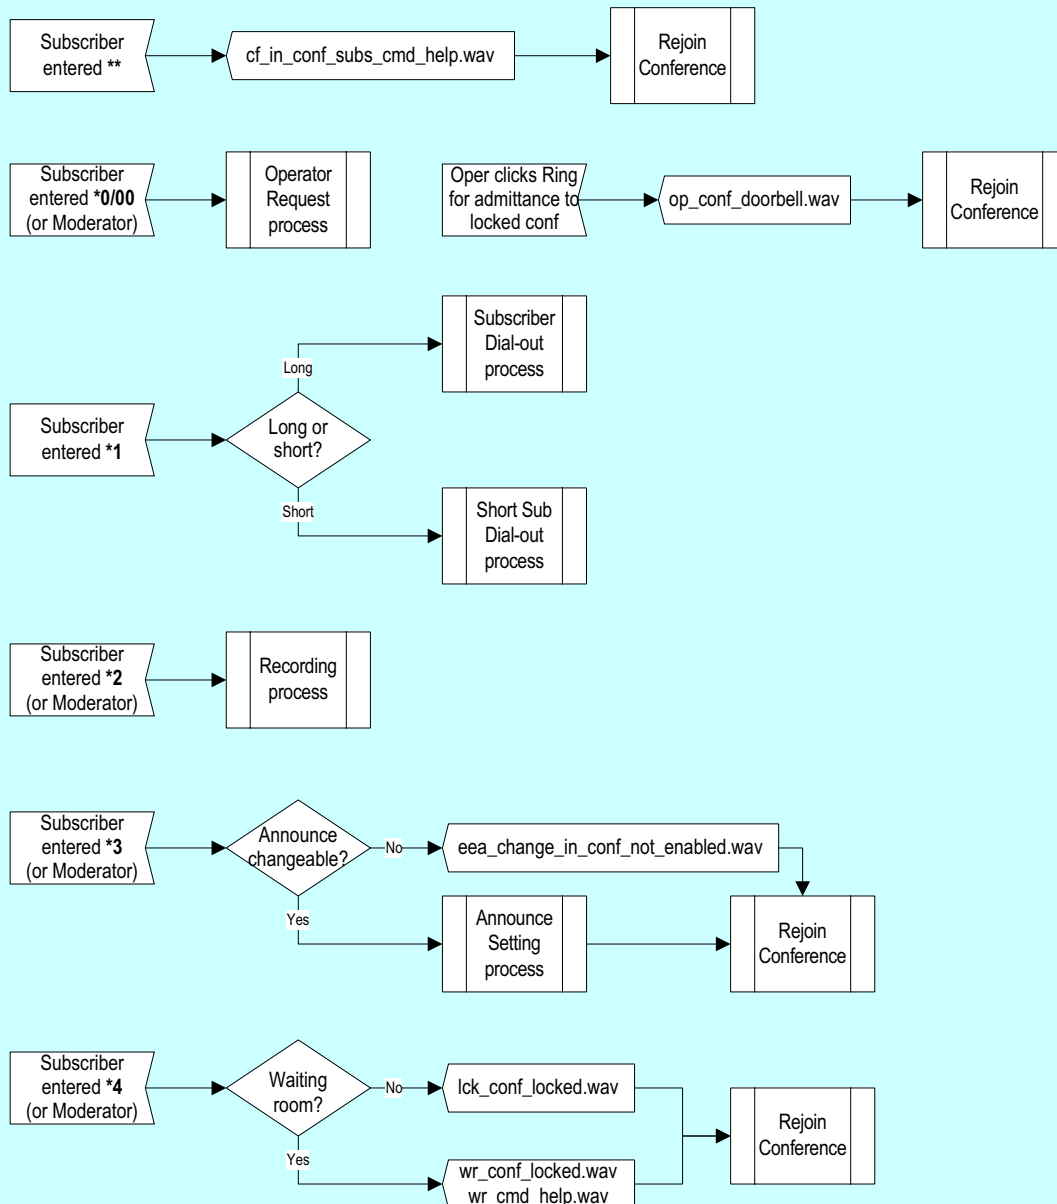 Subscriber
entered **
cf_in_conf_subs_cmd_help.wav
Rejoin
Conference
Subscriber
entered *0/00
(or Moderator)
Operator
Request
process
Oper clicks Ring
for admittance to
locked conf
op_conf_doorbell.wav
Rejoin
Conference
Subscriber
entered *1
Long or
short?
Long
Subscriber
Dial-out
process
Short
Short Sub
Dial-out
process
Subscriber
entered *2
(or Moderator)
Recording
process
Subscriber
entered *3
(or Moderator)
Announce
changeable?
No
eea_change_in_conf_not_enabled.wav
Yes
Announce
Setting
process
Rejoin
Conference
Subscriber
entered *4
(or Moderator)
Waiting
room?
No
lck_conf_locked.wav
Yes
wr_conf_locked.wav
wr_cmd_help.wav
Rejoin
Conference